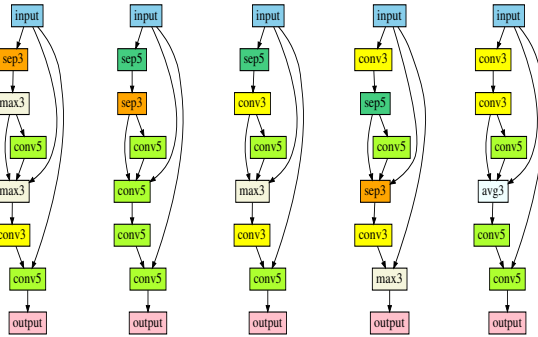 input input input input input
sep3 sep5 sep5 conv3 conv3
max3 sep3 conv3 sep5 conv3
conv5 conv5 conv5 conv5 conv5
max3 conv5 max3 sep3 avg3
conv3 conv5 conv3 conv3 conv5
conv5 conv5 conv5 max3 conv5
output output output output output